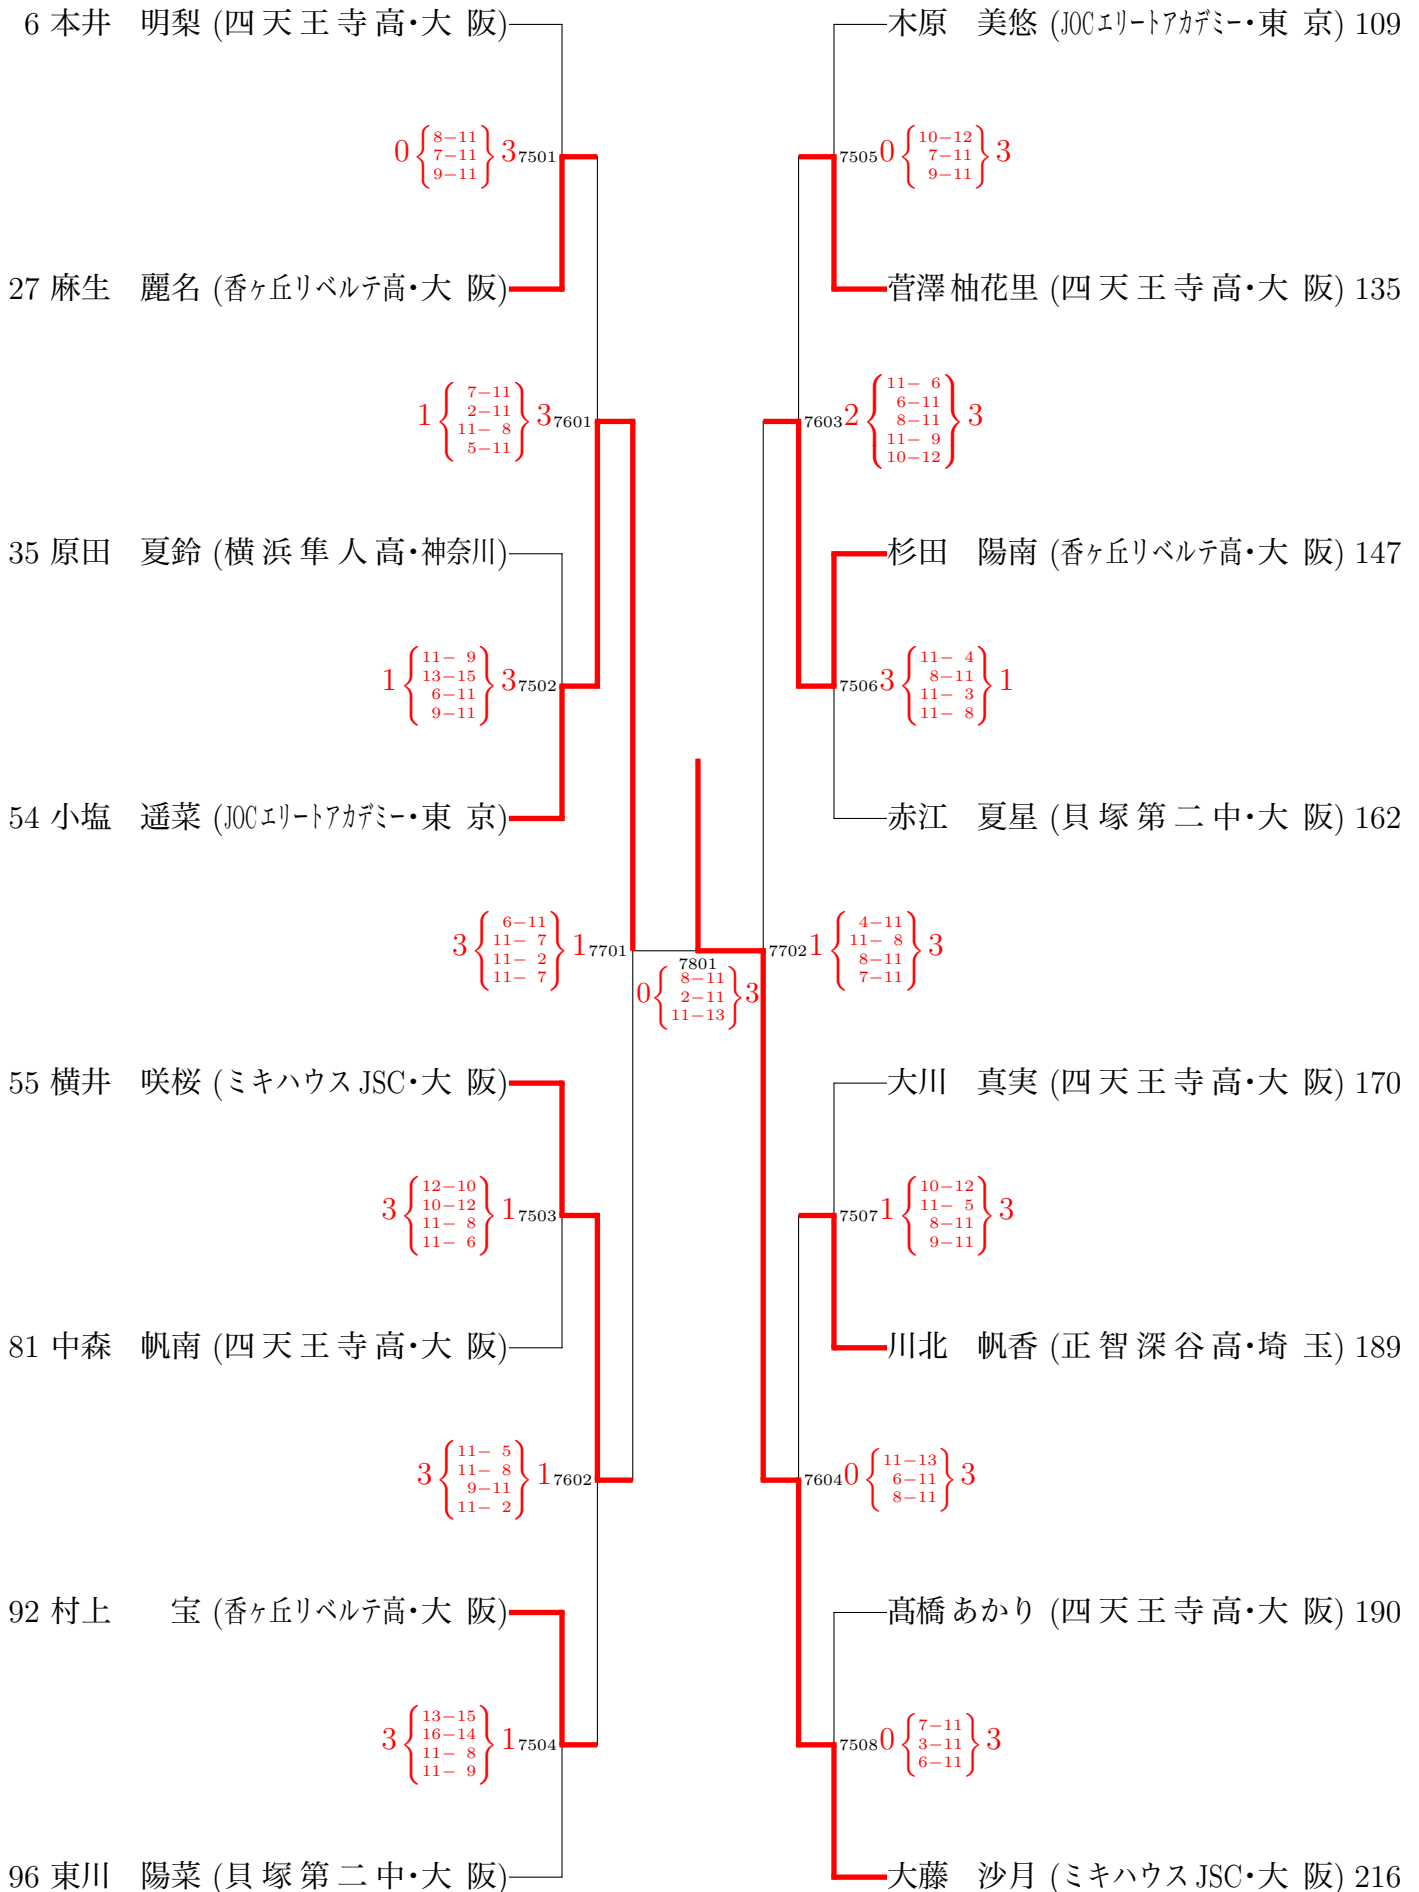 6 本井　明梨 (四天王寺高・大 阪)
0 { 8−11 7−11 9−11 } 3 7501
27 麻生　麗名 (香ヶ丘リベルテ高・大 阪)
1 { 7−11 2−11 11− 8 5−11 } 3 7601
35 原田　夏鈴 (横浜隼人高・神奈川)
1 { 11− 9 13−15 6−11 9−11 } 3 7502
54 小塩　遥菜 (JOCエリートアカデミー・東 京)
3 { 6−11 11− 7 11− 2 11− 7 } 1 7701
55 横井　咲桜 (ミキハウスJSC・大 阪)
3 { 12−10 10−12 11− 8 11− 6 } 1 7503
81 中森　帆南 (四天王寺高・大 阪)
3 { 11− 5 11− 8 9−11 11− 2 } 1 7602
92 村上　宝 (香ヶ丘リベルテ高・大 阪)
3 { 13−15 16−14 11− 8 11− 9 } 1 7504
96 東川　陽菜 (貝塚第二中・大 阪)
7801
0 { 8−11 2−11 11−13 } 3
木原　美悠 (JOCエリートアカデミー・東 京) 109
7505 0 { 10−12 7−11 9−11 } 3
菅澤柚花里 (四天王寺高・大 阪) 135
7603 2 { 11− 6 6−11 8−11 11− 9 10−12 } 3
杉田　陽南 (香ヶ丘リベルテ高・大 阪) 147
7506 3 { 11− 4 8−11 11− 3 11− 8 } 1
赤江　夏星 (貝塚第二中・大 阪) 162
7702 1 { 4−11 11− 8 8−11 7−11 } 3
大川　真実 (四天王寺高・大 阪) 170
7507 1 { 10−12 11− 5 8−11 9−11 } 3
川北　帆香 (正智深谷高・埼 玉) 189
7604 0 { 11−13 6−11 8−11 } 3
髙橋あかり (四天王寺高・大 阪) 190
7508 0 { 7−11 3−11 6−11 } 3
大藤　沙月 (ミキハウスJSC・大 阪) 216